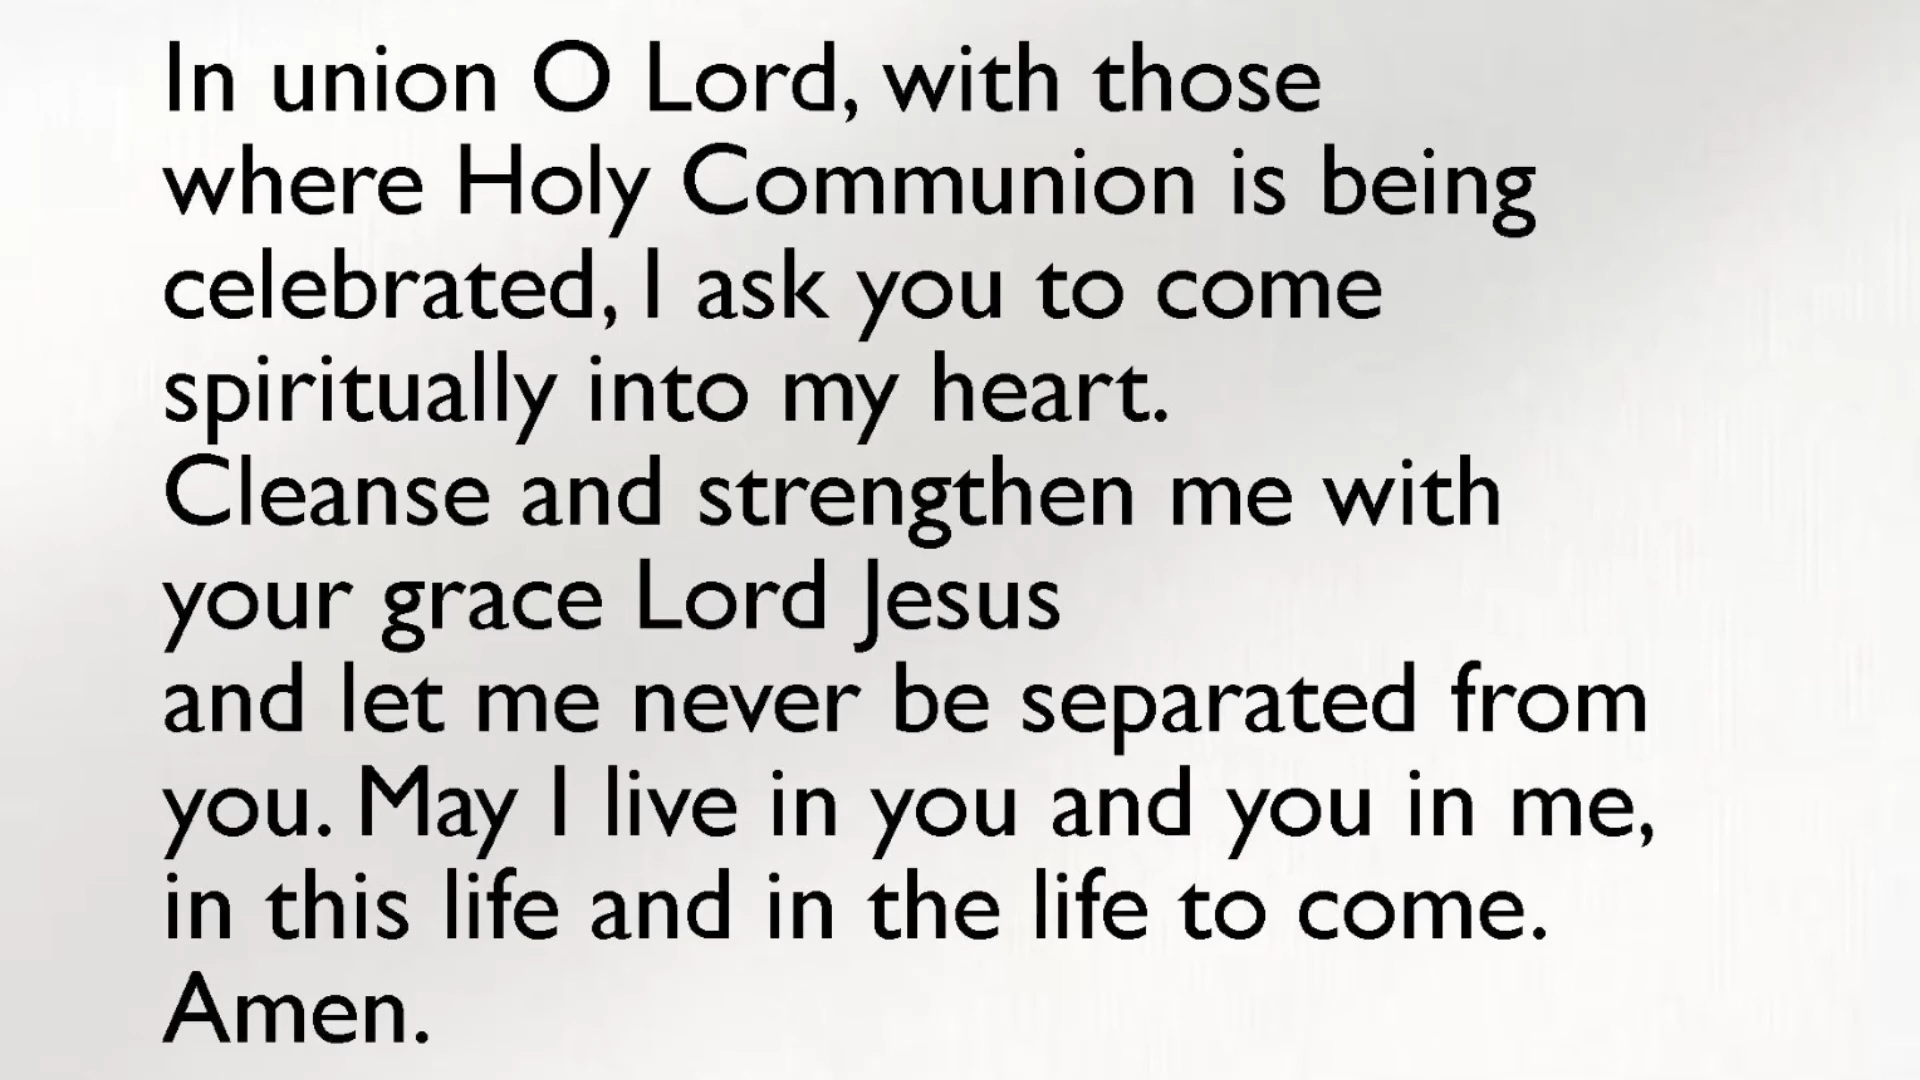 In union O Lord, with those
where Holy Communion is being
celebrated, I ask you to come
spiritually into my heart.
Cleanse and strengthen me with
your grace Lord Jesus
and let me never be separated from
you. May I live in you and you in me,
in this life and in the life to come.
Amen.